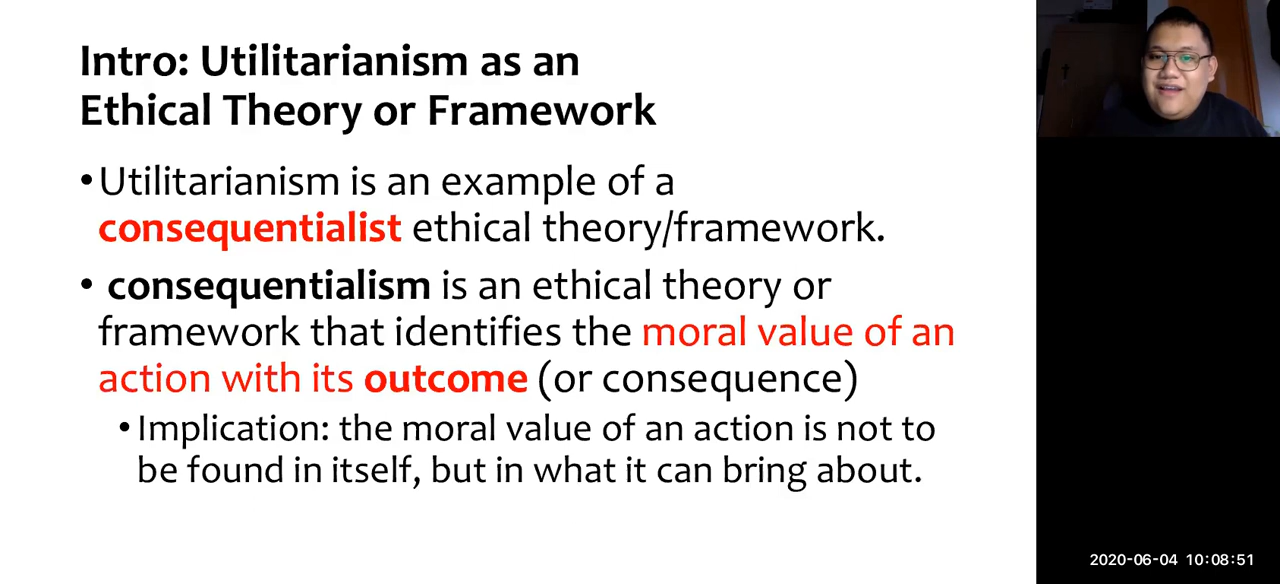 Intro: Utilitarianism as an
Ethical Theory or Framework
•Utilitarianism is an example of a
consequentialist ethical theory/framework.
• consequentialism is an ethical theory or
framework that identifies the moral value of an
action with its outcome (or consequence)
•Implication: the moral value of an action is not to
be found in itself, but in what it can bring about.
2020-06-04 10:08:51